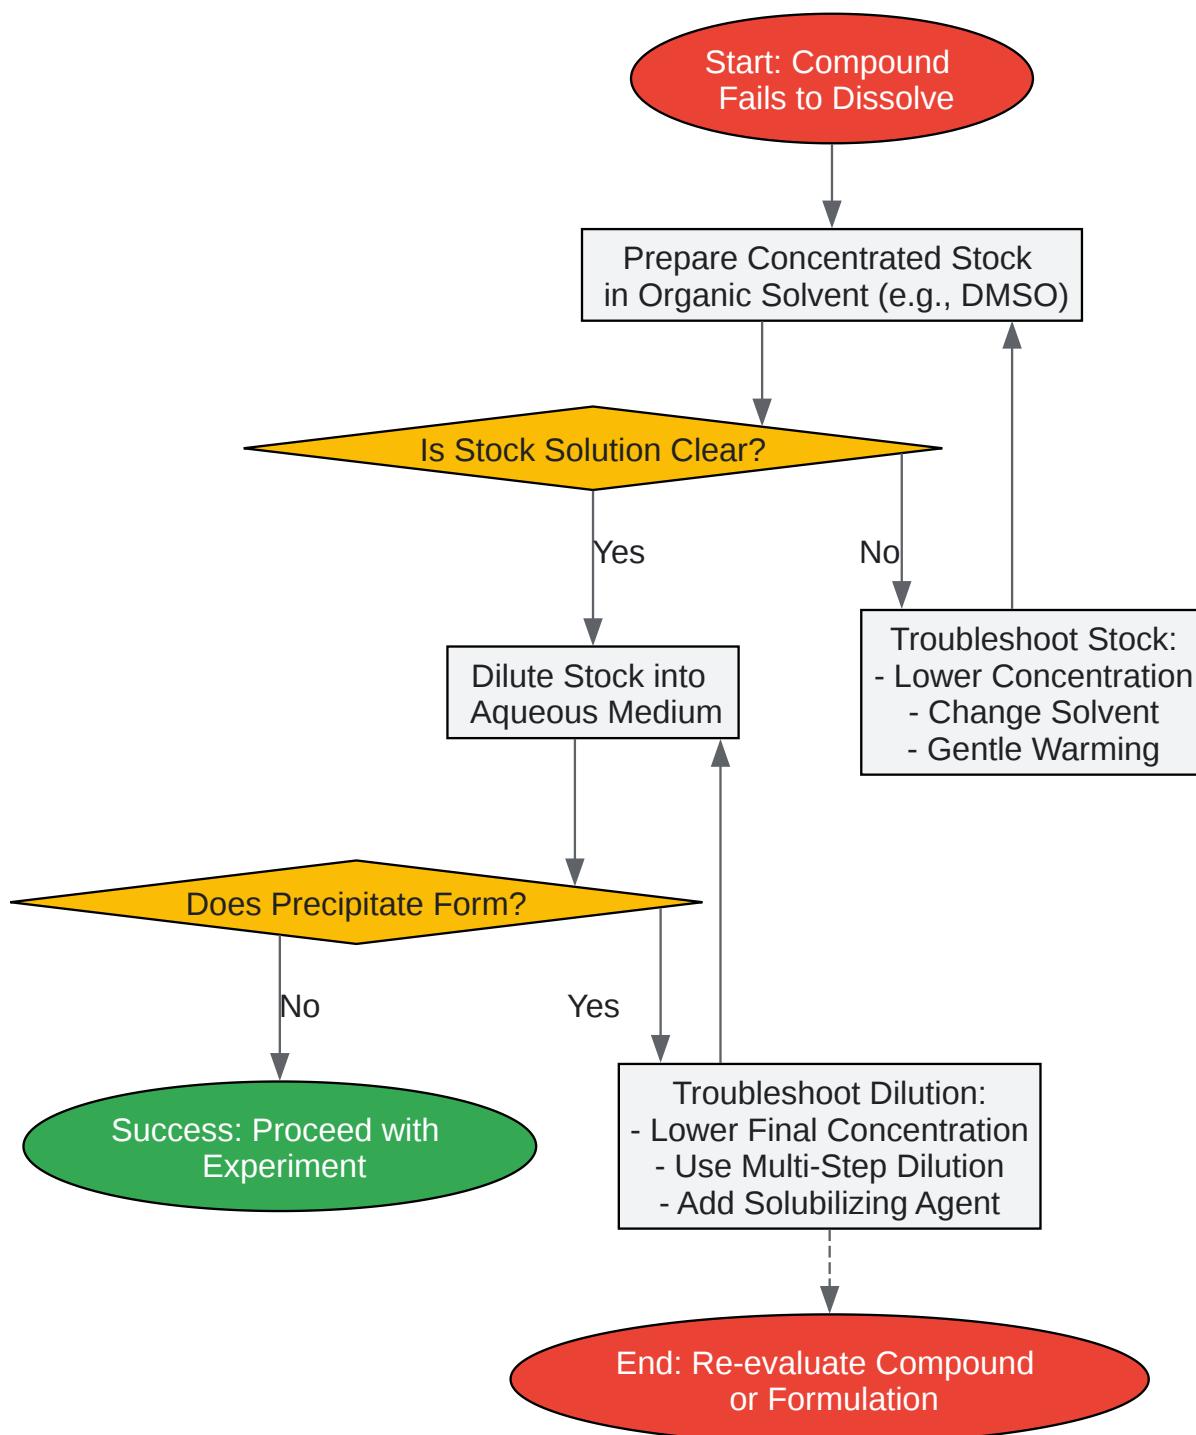 Start: Compound
Fails to Dissolve
Prepare Concentrated Stock
in Organic Solvent (e.g., DMSO)
Is Stock Solution Clear?
Yes
No
Troubleshoot Stock:
- Lower Concentration
- Change Solvent
- Gentle Warming
Dilute Stock into
Aqueous Medium
Does Precipitate Form?
No
Yes
Success: Proceed with
Experiment
Troubleshoot Dilution:
- Lower Final Concentration
- Use Multi-Step Dilution
- Add Solubilizing Agent
End: Re-evaluate Compound
or Formulation